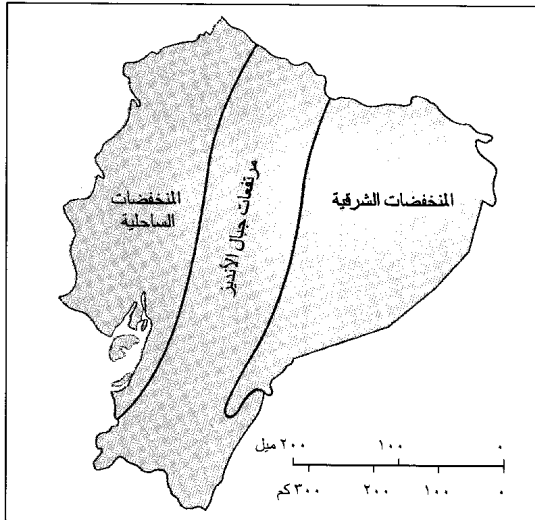 المنخفضات
الساحلية
مرتفعات جبال الأنديز
المنخفضات الشرقية
٠ ١٠٠ ٢٠٠ ميل
٠ ١٠٠ ٢٠٠ ٣٠٠ كم